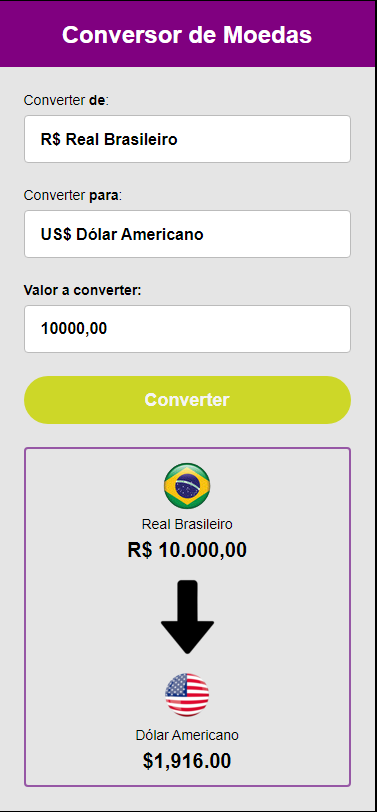 Conversor de Moedas
Converter de:
R$ Real Brasileiro
Converter para:
US$ Dólar Americano
Valor a converter:
10000,00
Converter
Real Brasileiro
R$ 10.000,00
Dólar Americano
$1,916.00